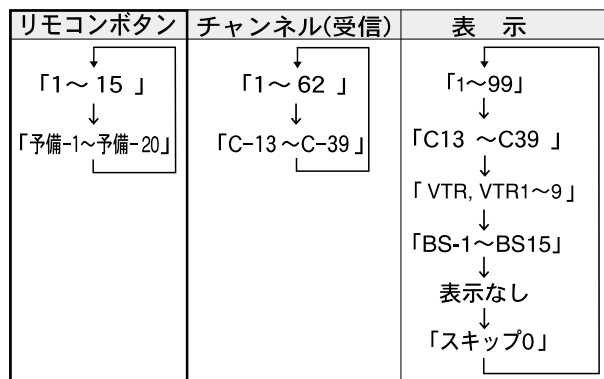 リモコンボタン
「1～ 15 」
「予備-1～予備-20」
チャンネル(受信)
「1～ 62 」
「C-13 ～C-39」
表 示
「1～99」
「C13 ～C39 」
「 VTR, VTR1～9 」
「BS-1～BS15」
表示なし
「スキップ0」